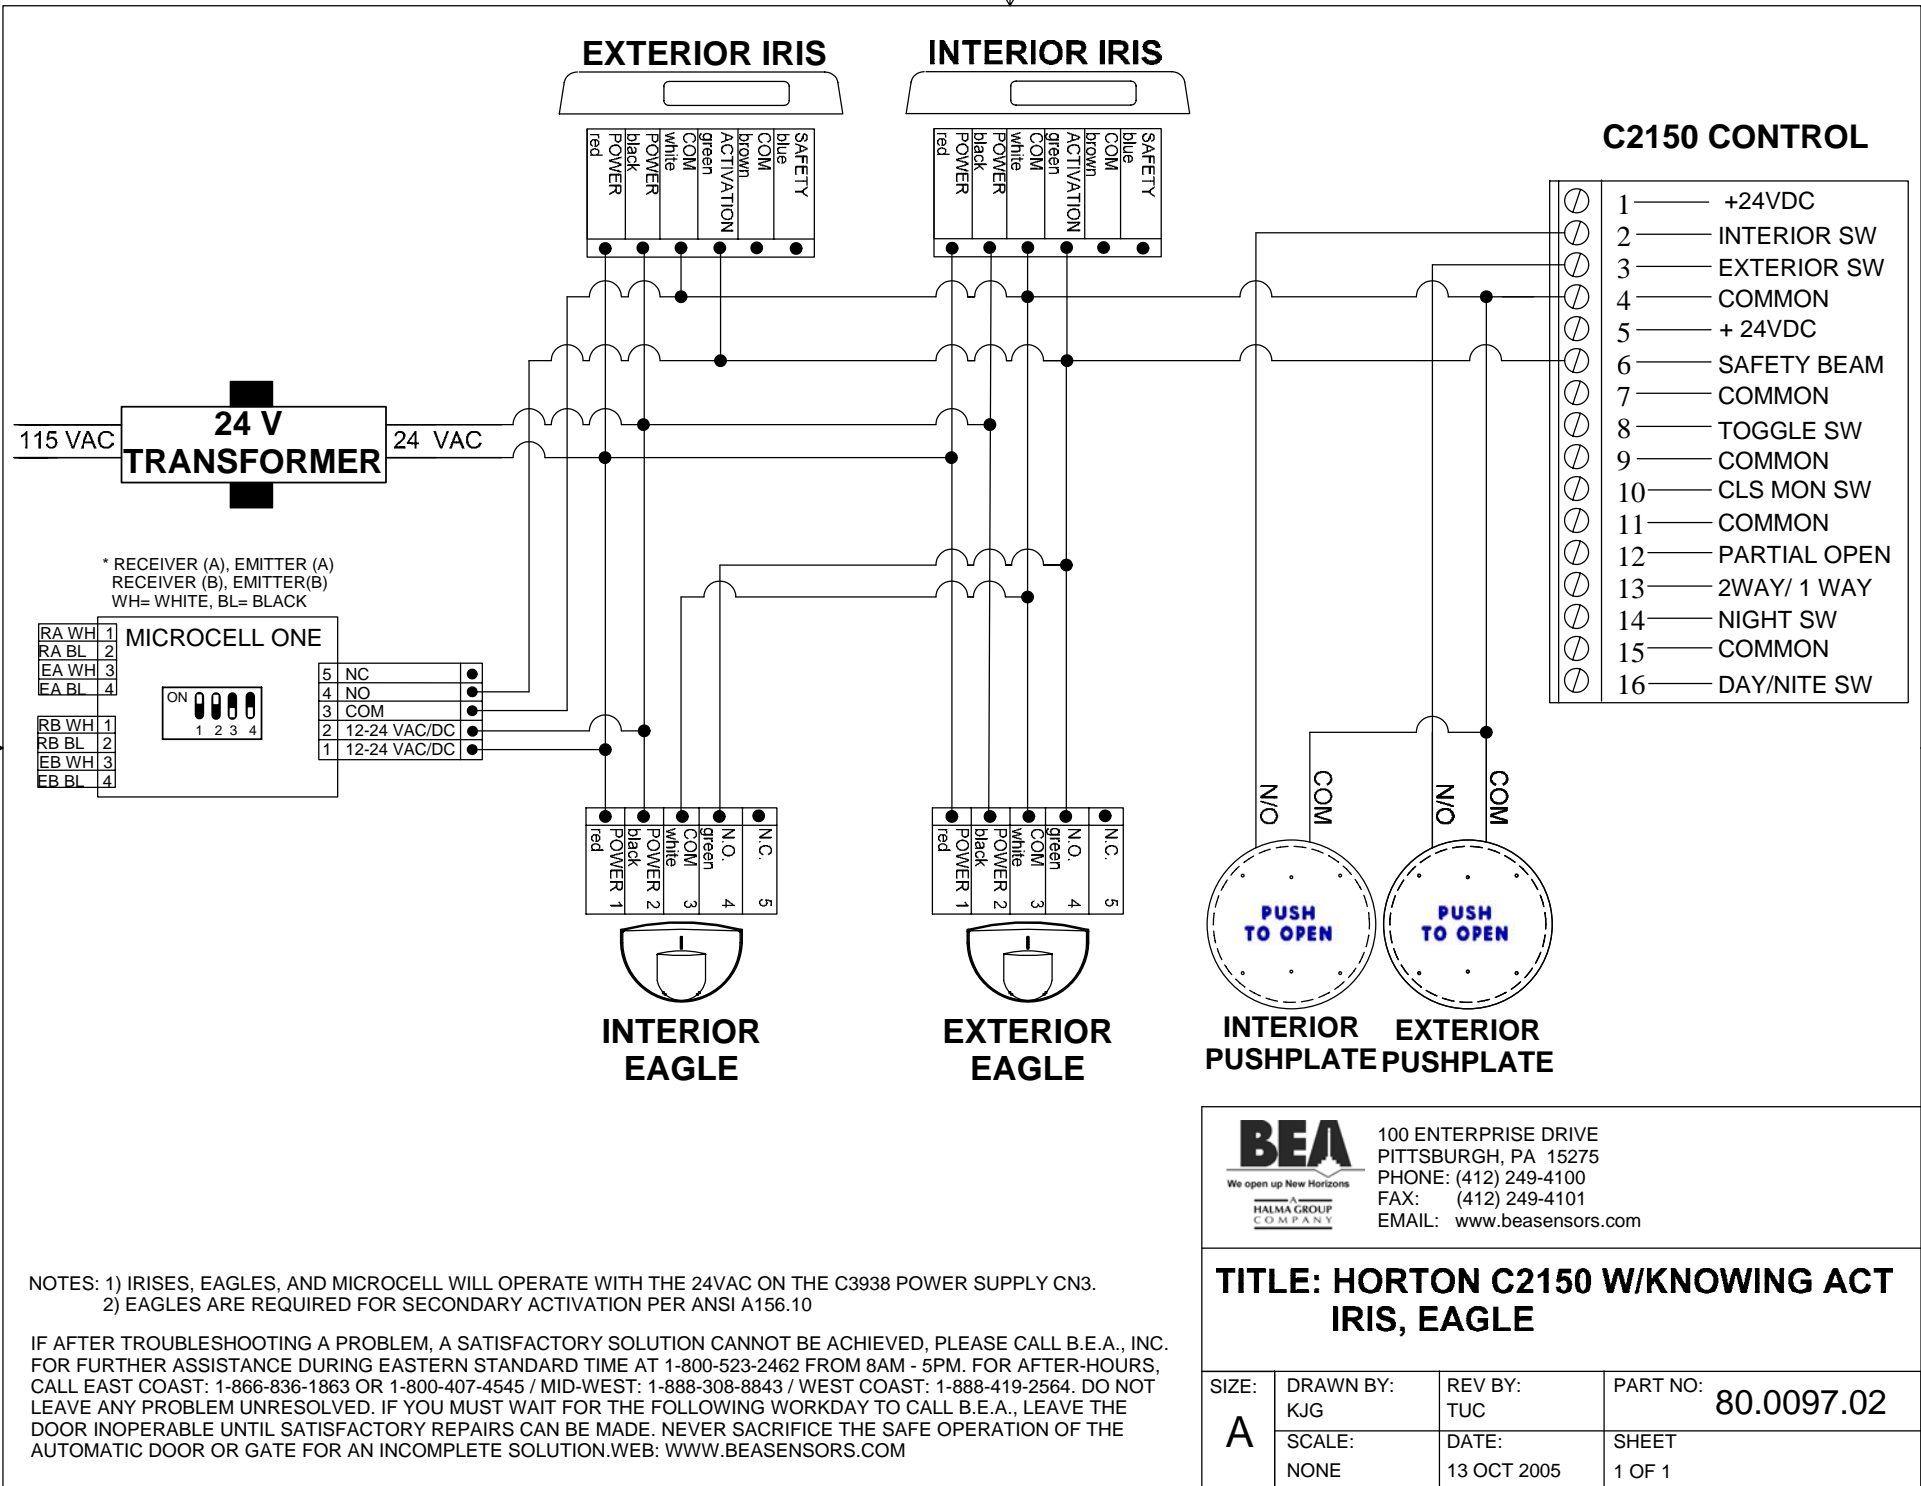 EXTERIOR IRIS
INTERIOR IRIS
red
POWER
black
POWER
white
COM
green
ACTIVATION
brown
COM
blue
SAFETY
red
POWER
black
POWER
white
COM
green
ACTIVATION
brown
COM
blue
SAFETY
C2150 CONTROL
1 +24VDC
2 INTERIOR SW
3 EXTERIOR SW
4 COMMON
5 + 24VDC
6 SAFETY BEAM
7 COMMON
8 TOGGLE SW
9 COMMON
10 CLS MON SW
11 COMMON
12 PARTIAL OPEN
13 2WAY/ 1 WAY
14 NIGHT SW
15 COMMON
16 DAY/NITE SW
115 VAC
24 V
TRANSFORMER
24 VAC
* RECEIVER (A), EMITTER (A)
RECEIVER (B), EMITTER(B)
WH= WHITE, BL= BLACK
MICROCELL ONE
RA WH 1
RA BL 2
EA WH 3
EA BL 4
RB WH 1
RB BL 2
EB WH 3
EB BL 4
ON
1 2 3 4
5 NC
4 NO
3 COM
2 12-24 VAC/DC
1 12-24 VAC/DC
red
POWER 1
black
POWER 2
white
COM 3
green
N.O. 4
N.C. 5
INTERIOR
EAGLE
red
POWER 1
black
POWER 2
white
COM 3
green
N.O. 4
N.C. 5
EXTERIOR
EAGLE
N/O
COM
N/O
COM
PUSH
TO OPEN
PUSH
TO OPEN
INTERIOR
PUSHPLATE
EXTERIOR
PUSHPLATE
BEA
We open up New Horizons
A
HALMA GROUP
COMPANY
100 ENTERPRISE DRIVE
PITTSBURGH, PA 15275
PHONE: (412) 249-4100
FAX: (412) 249-4101
EMAIL: www.beasensors.com
TITLE: HORTON C2150 W/KNOWING ACT
IRIS, EAGLE
SIZE:
A
DRAWN BY:
KJG
REV BY:
TUC
PART NO: 80.0097.02
SCALE:
NONE
DATE:
13 OCT 2005
SHEET
1 OF 1
NOTES: 1) IRISES, EAGLES, AND MICROCELL WILL OPERATE WITH THE 24VAC ON THE C3938 POWER SUPPLY CN3.
2) EAGLES ARE REQUIRED FOR SECONDARY ACTIVATION PER ANSI A156.10
IF AFTER TROUBLESHOOTING A PROBLEM, A SATISFACTORY SOLUTION CANNOT BE ACHIEVED, PLEASE CALL B.E.A., INC.
FOR FURTHER ASSISTANCE DURING EASTERN STANDARD TIME AT 1-800-523-2462 FROM 8AM - 5PM. FOR AFTER-HOURS,
CALL EAST COAST: 1-866-836-1863 OR 1-800-407-4545 / MID-WEST: 1-888-308-8843 / WEST COAST: 1-888-419-2564. DO NOT
LEAVE ANY PROBLEM UNRESOLVED. IF YOU MUST WAIT FOR THE FOLLOWING WORKDAY TO CALL B.E.A., LEAVE THE
DOOR INOPERABLE UNTIL SATISFACTORY REPAIRS CAN BE MADE. NEVER SACRIFICE THE SAFE OPERATION OF THE
AUTOMATIC DOOR OR GATE FOR AN INCOMPLETE SOLUTION.WEB: WWW.BEASENSORS.COM